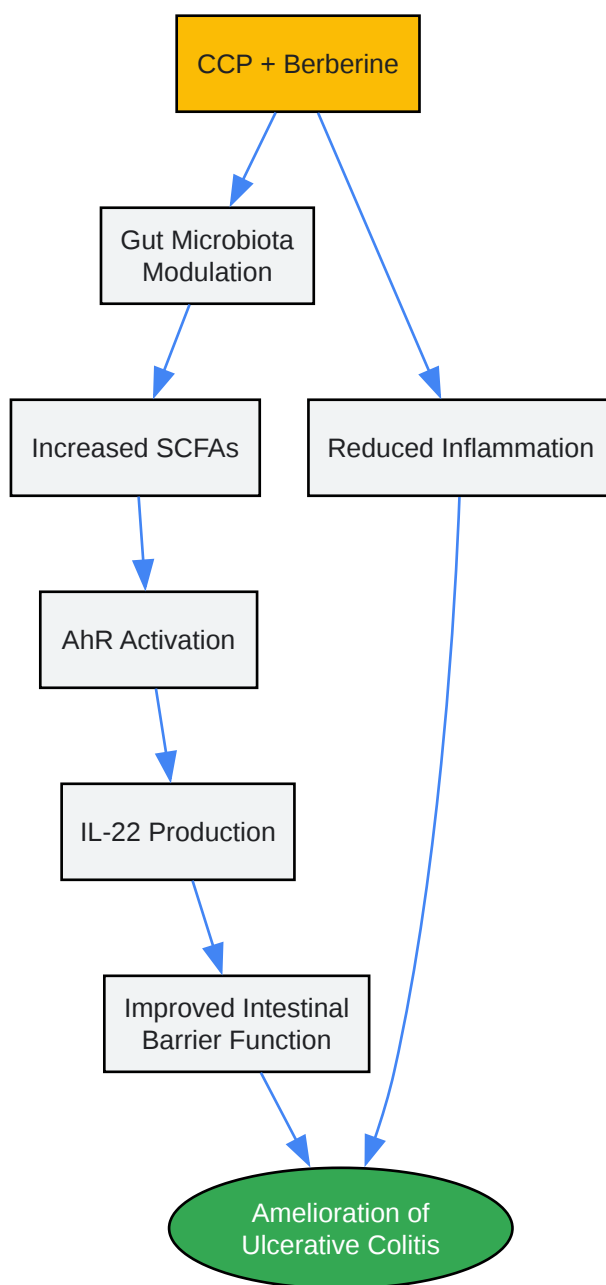 CCP + Berberine
Gut Microbiota
Modulation
Increased SCFAs
Reduced Inflammation
AhR Activation
IL-22 Production
Improved Intestinal
Barrier Function
Amelioration of
Ulcerative Colitis